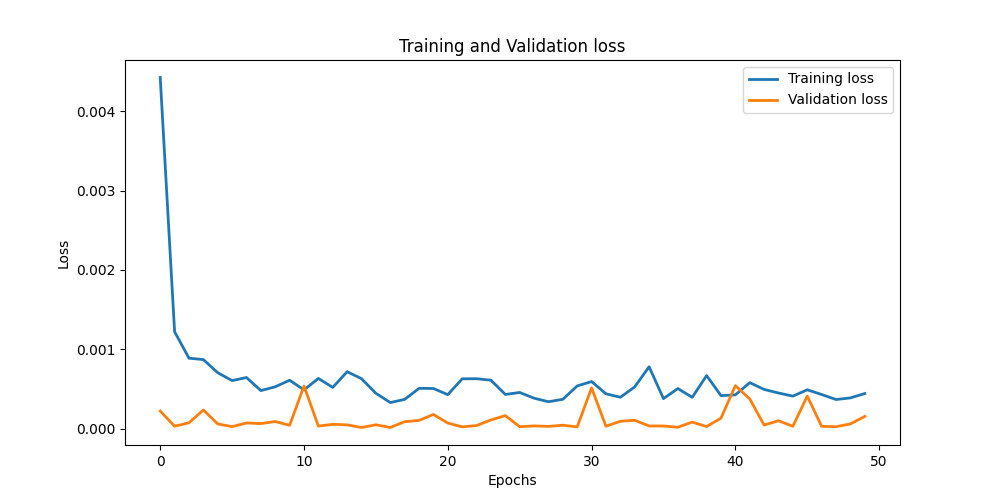 Training and Validation loss
Training loss
Validation loss
0.004
0.003
0.002
0.001
0.000
Loss
0 10 20 30 40 50
Epochs